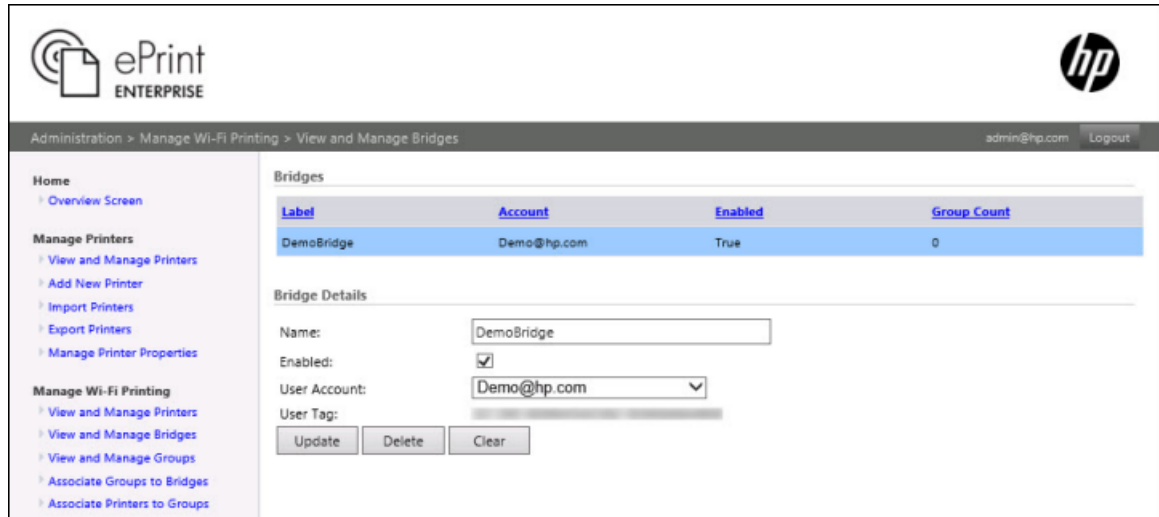 ePrint
ENTERPRISE
hp
Administration > Manage Wi-Fi Printing > View and Manage Bridges
admin@hp.com
Logout
Home
Overview Screen
Manage Printers
View and Manage Printers
Add New Printer
Import Printers
Export Printers
Manage Printer Properties
Manage Wi-Fi Printing
View and Manage Printers
View and Manage Bridges
View and Manage Groups
Associate Groups to Bridges
Associate Printers to Groups
Bridges
Label Account Enabled Group Count
DemoBridge Demo@hp.com True 0
Bridge Details
Name: DemoBridge
Enabled:
User Account: Demo@hp.com
User Tag:
Update Delete Clear